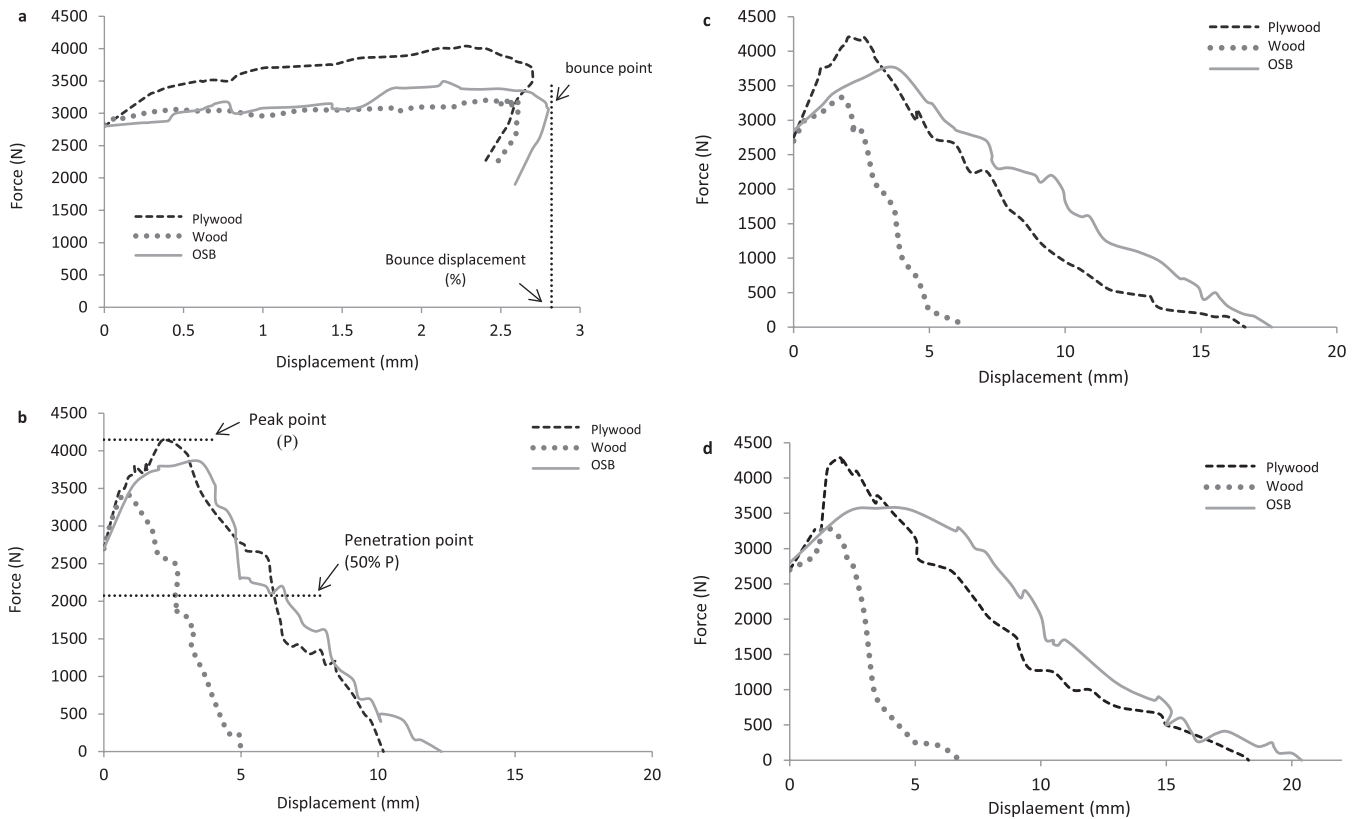 a
4500
4000
3500
3000
2500
2000
1500
1000
500
0
Force (N)
0
0.5
1
1.5
2
2.5
3
Displacement (mm)
Plywood
Wood
OSB
bounce point
Bounce displacement
(%)
b
4500
4000
3500
3000
2500
2000
1500
1000
500
0
Force (N)
0
5
10
15
20
Displacement (mm)
Peak point
(P)
Penetration point
(50% P)
Plywood
Wood
OSB
c
4500
4000
3500
3000
2500
2000
1500
1000
500
0
Force (N)
0
5
10
15
20
Displacement (mm)
Plywood
Wood
OSB
d
4500
4000
3500
3000
2500
2000
1500
1000
500
0
Force (N)
0
5
10
15
20
Displaement (mm)
Plywood
Wood
OSB